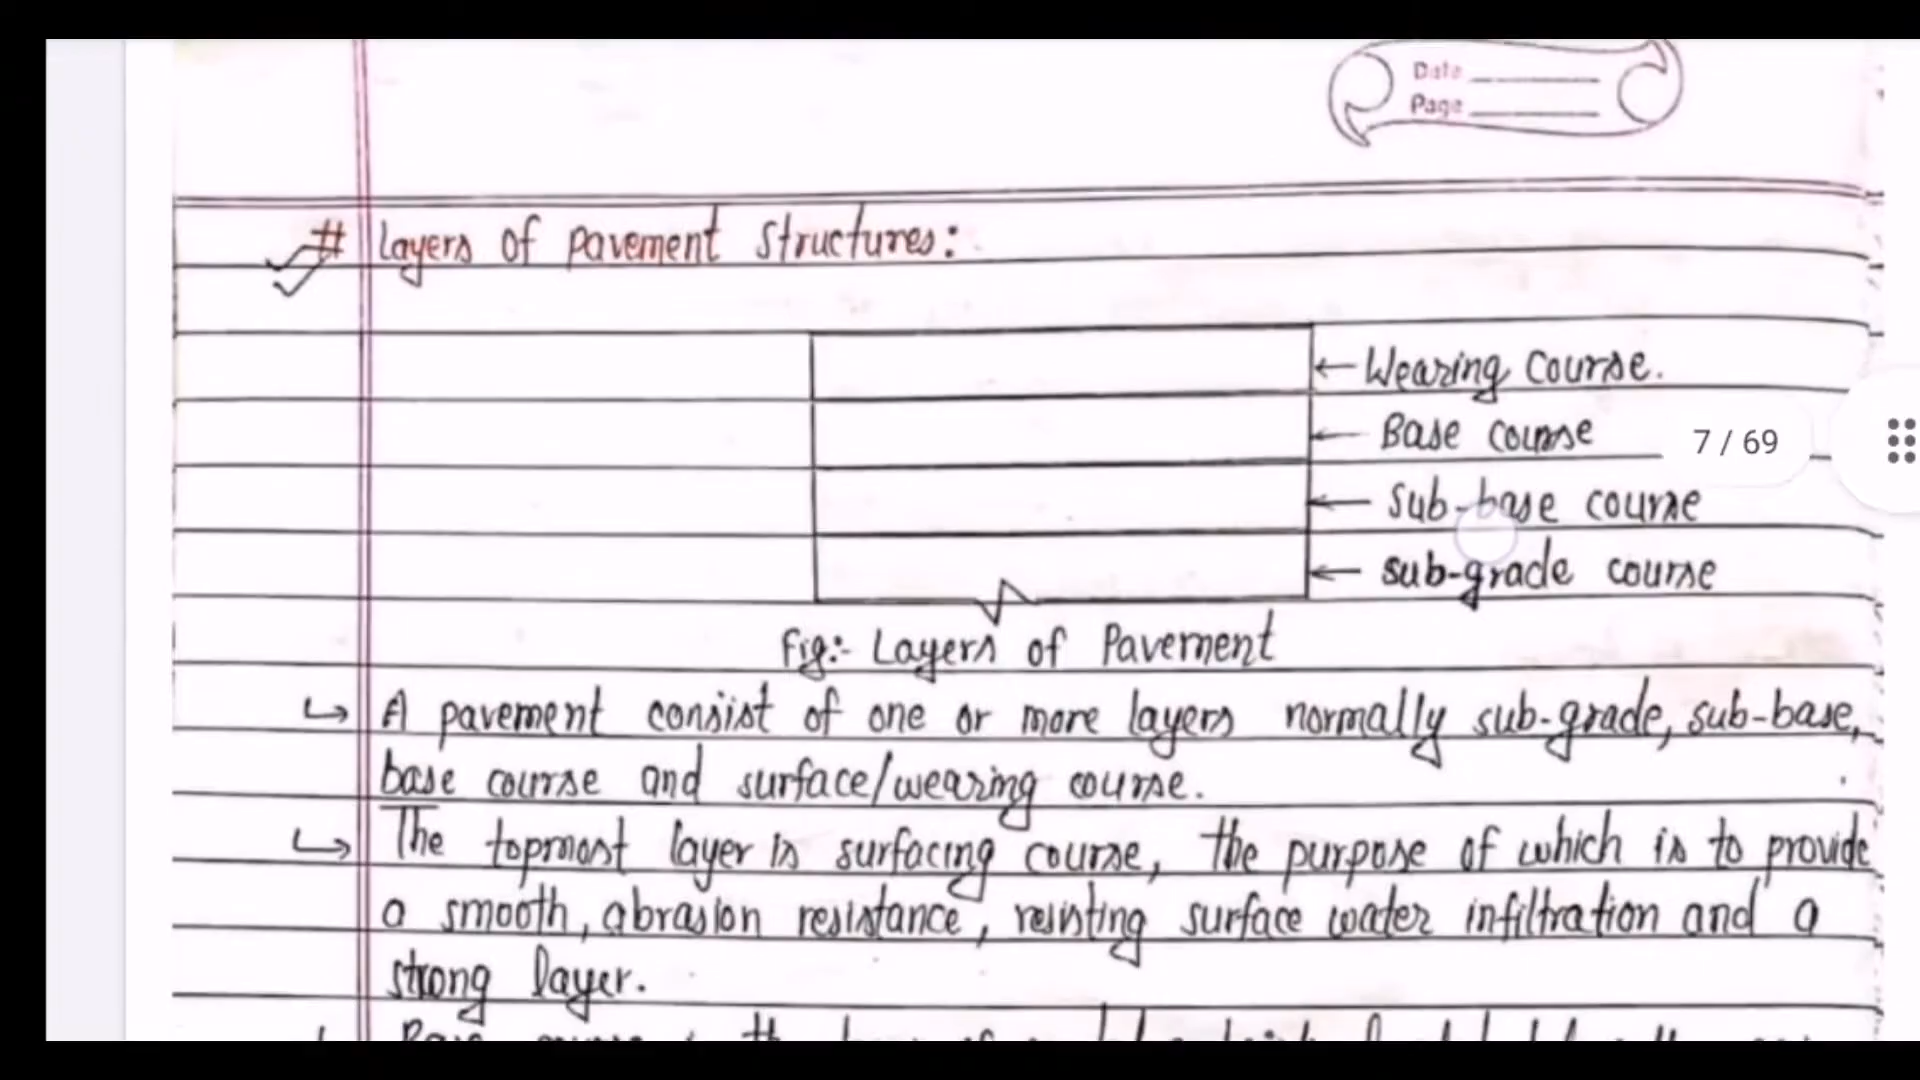 Date
Page
# Layers of pavement structures:
← Wearing course.
← Base course
7 / 69
← Sub-base course
← sub-grade course
Fig:- Layers of Pavement
↳ A pavement consist of one or more layers normally sub-grade, sub-base,
base course and surface/wearing course.
↳ The topmost layer is surfacing course, the purpose of which is to provide
a smooth, abrasion resistance, resisting surface water infiltration and a
strong layer.